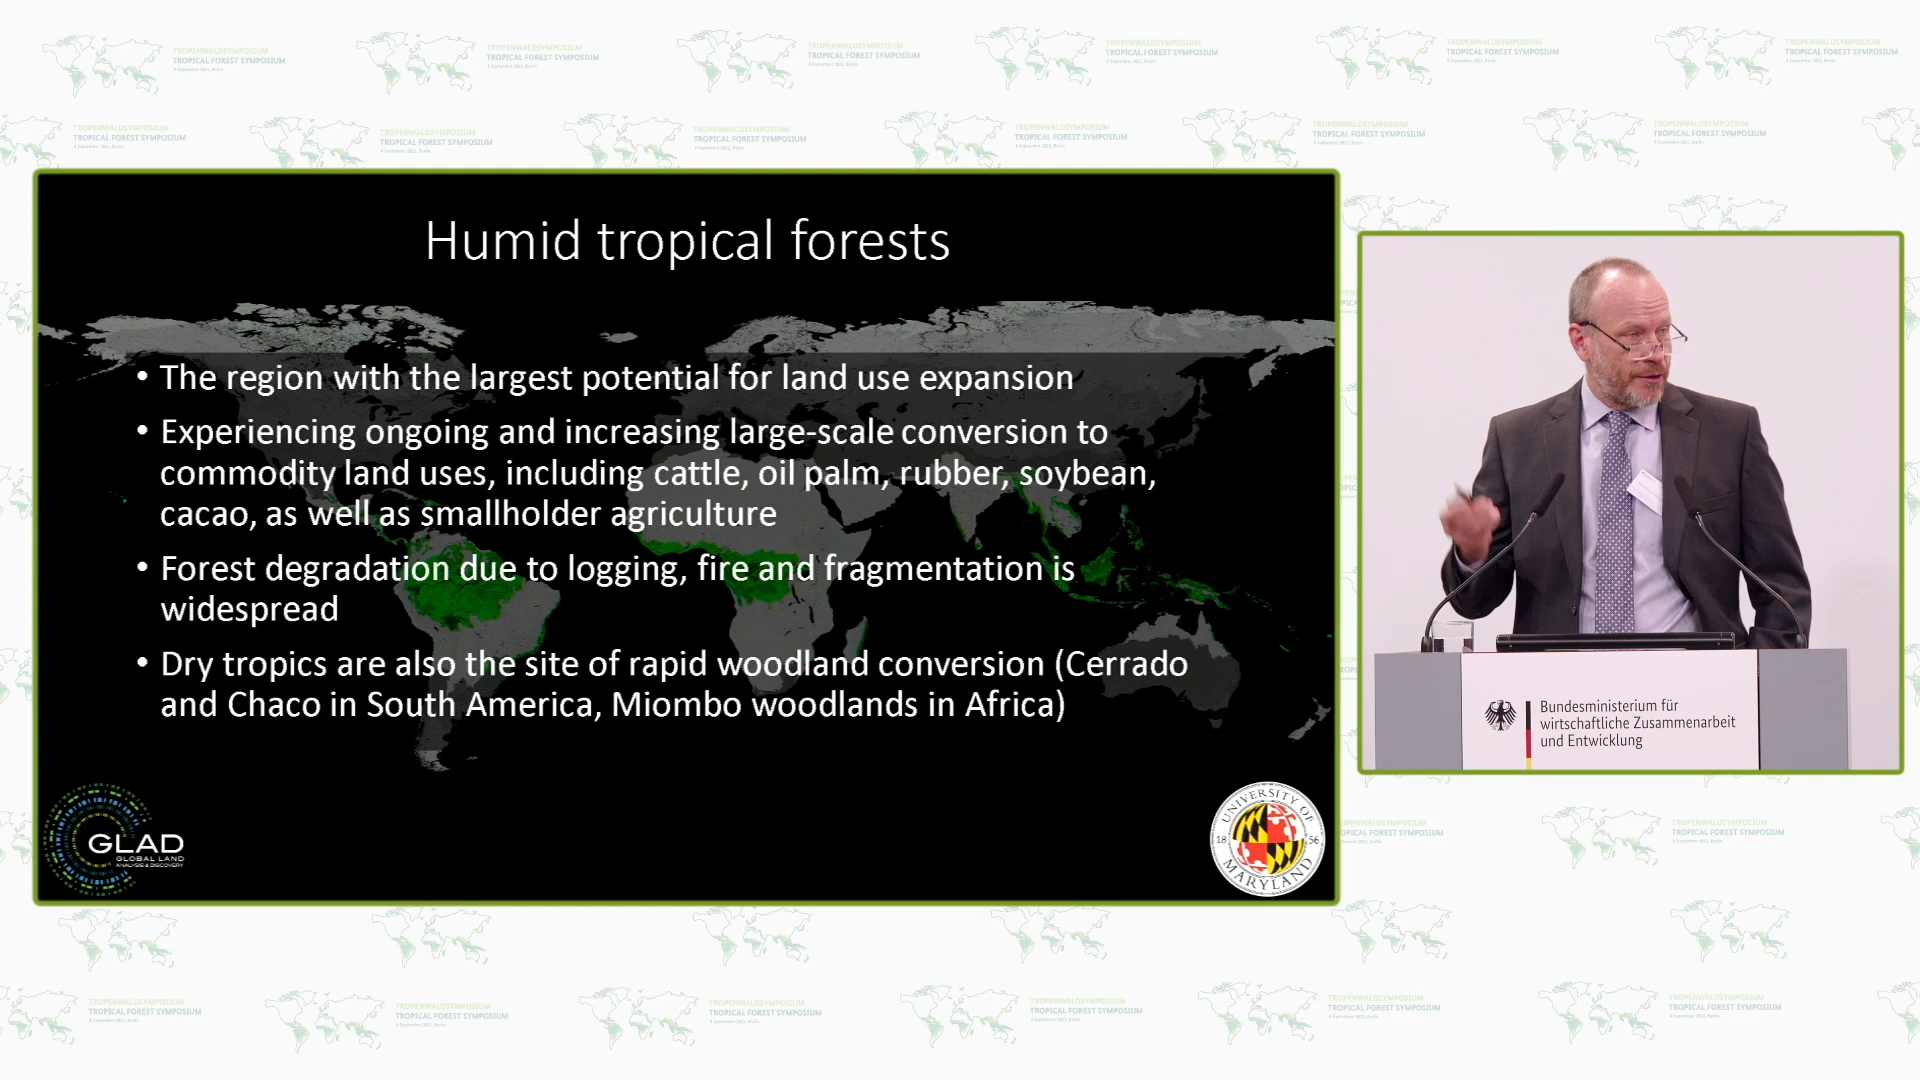 TROPENWALDSYMPOSIUM
TROPICAL FOREST SYMPOSIUM
Humid tropical forests
• The region with the largest potential for land use expansion
• Experiencing ongoing and increasing large-scale conversion to
commodity land uses, including cattle, oil palm, rubber, soybean,
cacao, as well as smallholder agriculture
• Forest degradation due to logging, fire and fragmentation is
widespread
• Dry tropics are also the site of rapid woodland conversion (Cerrado
and Chaco in South America, Miombo woodlands in Africa)
GLAD
GLOBAL LAND
ANALYSIS & DISCOVERY
UNIVERSITY OF
18 56
MARYLAND
Bundesministerium für
wirtschaftliche Zusammenarbeit
und Entwicklung